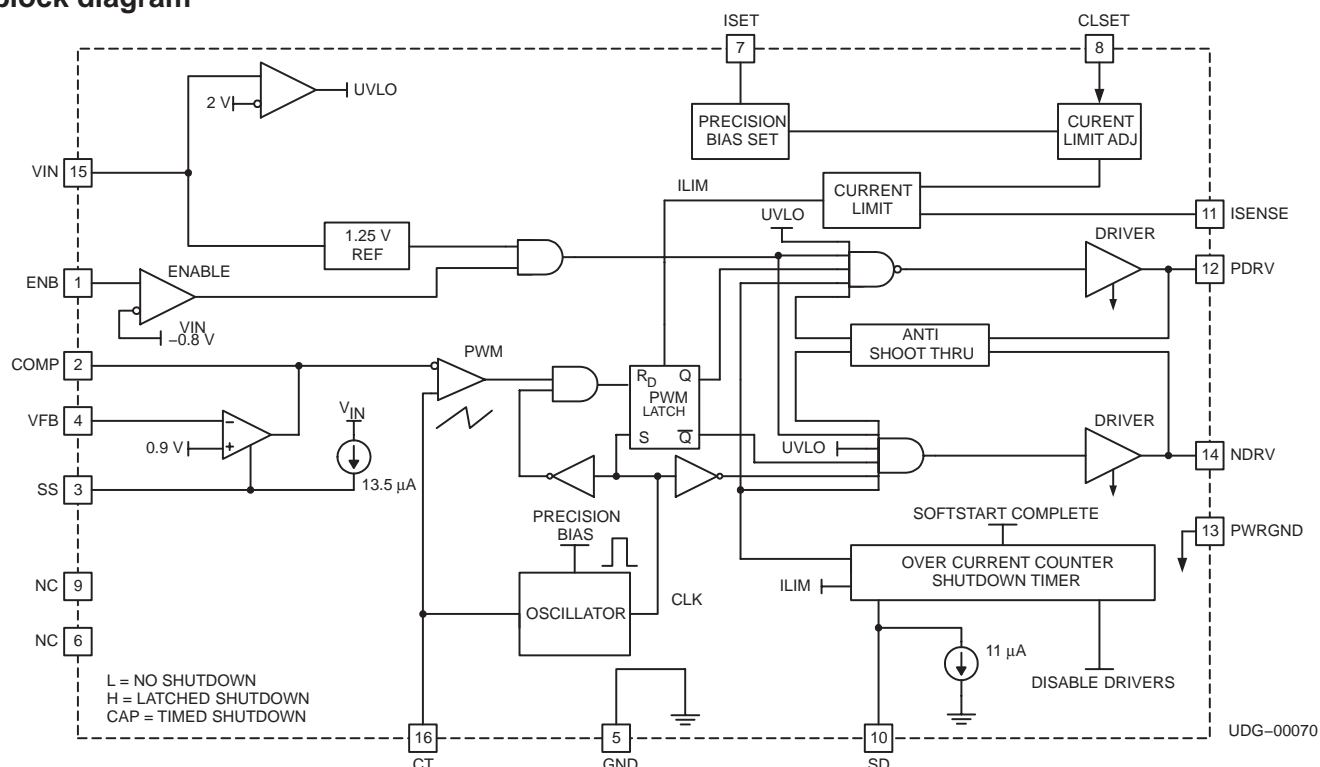 block diagram
ISET
CLSET
7
8
UVLO
2 V
PRECISION
BIAS SET
CURENT
LIMIT ADJ
VIN
15
ILIM
CURRENT
LIMIT
UVLO
11
ISENSE
1.25 V
REF
DRIVER
ENB
1
ENABLE
12
PDRV
VIN
–0.8 V
ANTI
SHOOT THRU
COMP
2
PWM
RD
Q
PWM
LATCH
S
Q
VFB
4
0.9 V
–
+
VIN
13.5 μA
DRIVER
UVLO
14
NDRV
SS
3
PRECISION
BIAS
SOFTSTART COMPLETE
13
PWRGND
OVER CURRENT COUNTER
SHUTDOWN TIMER
NC
9
ILIM
OSCILLATOR
CLK
NC
6
11 μA
L = NO SHUTDOWN
H = LATCHED SHUTDOWN
CAP = TIMED SHUTDOWN
DISABLE DRIVERS
UDG–00070
16
5
10
CT
GND
SD